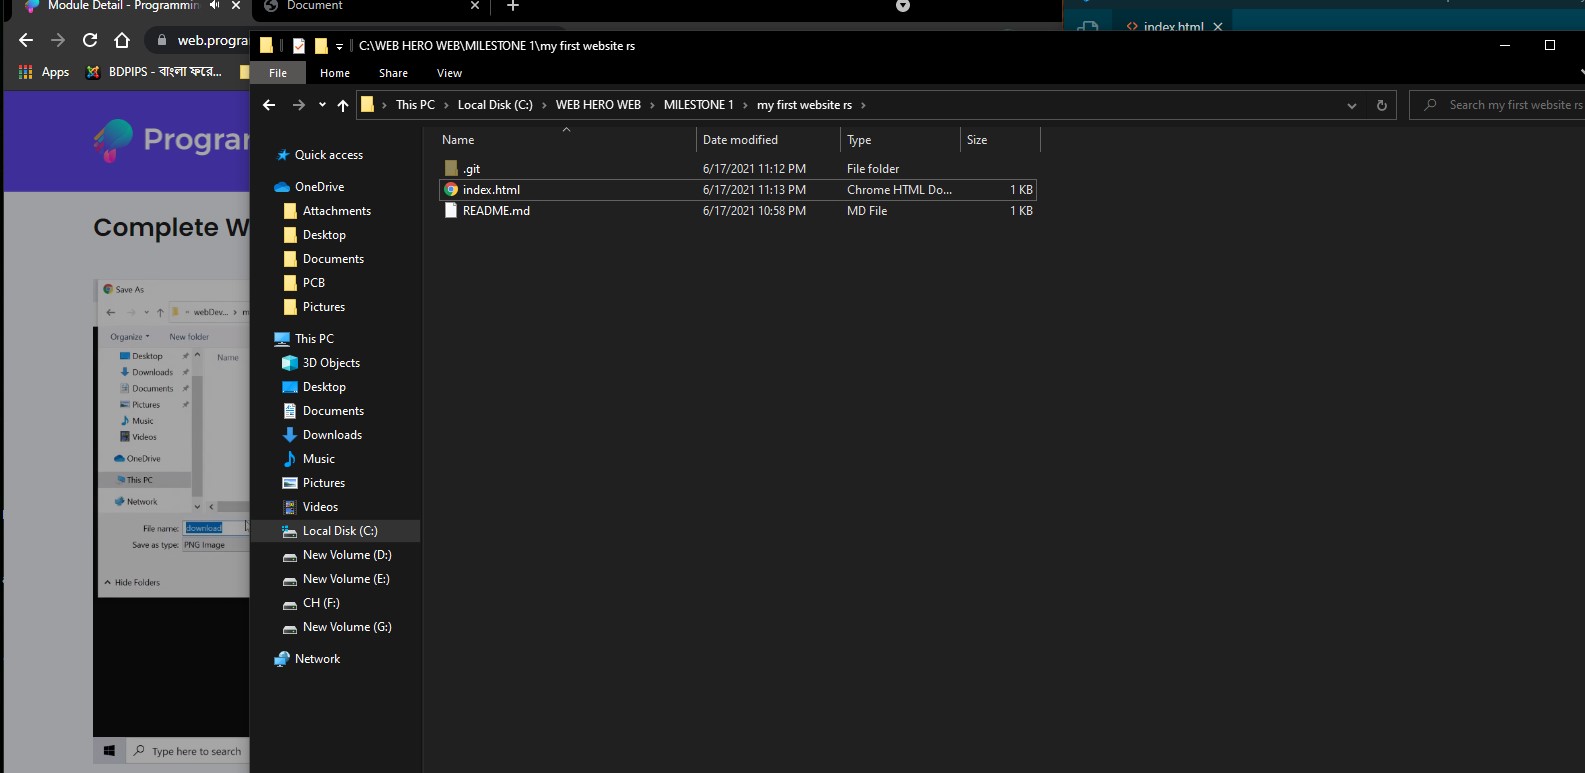 Module Detail - Programmin
Document
index.html
web.progra
Apps
BDPIPS - বাংলা ফরে...
C:\WEB HERO WEB\MILESTONE 1\my first website rs
File Home Share View
This PC > Local Disk (C:) > WEB HERO WEB > MILESTONE 1 > my first website rs >
Search my first website rs
Name Date modified Type Size
.git 6/17/2021 11:12 PM File folder
index.html 6/17/2021 11:13 PM Chrome HTML Do... 1 KB
README.md 6/17/2021 10:58 PM MD File 1 KB
Quick access
OneDrive
Attachments
Desktop
Documents
PCB
Pictures
This PC
3D Objects
Desktop
Documents
Downloads
Music
Pictures
Videos
Local Disk (C:)
New Volume (D:)
New Volume (E:)
CH (F:)
New Volume (G:)
Network
Progra
Complete W
Save As
webDev... > m
Organize New folder
Name
Desktop
Downloads
Documents
Pictures
Music
Videos
OneDrive
This PC
Network
File name: download
Save as type: PNG Image
Hide Folders
Type here to search